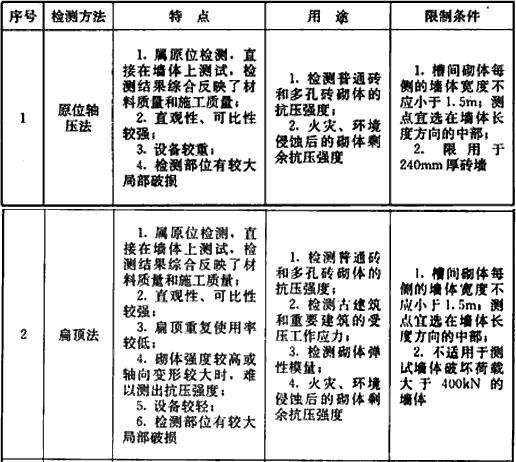 序号
检测方法
特 点
用 途
限制条件
1
原位轴
压法
1. 属原位检测，直
接在墙体上测试，检
测结果综合反映了材
料质量和施工质量；
2. 直观性、可比性
较强；
3. 设备较重；
4. 检测部位有较大
局部破损
1. 检测普通砖
和多孔砖砌体的
抗压强度；
2. 火灾、环境
侵蚀后的砌体剩
余抗压强度
1. 槽间砌体每
侧的墙体宽度不
应小于1.5m；测
点宜选在墙体长
度方向的中部；
2. 限用于
240mm厚砖墙
2
扁顶法
1. 属原位检测，直
接在墙体上测试，检
测结果综合反映了材
料质量和施工质量；
2. 直观性、可比性
较强；
3. 扁顶重复使用率
较低；
4. 砌体强度较高或
轴向变形较大时，难
以测出抗压强度；
5. 设备较轻；
6. 检测部位有较大
局部破损
1. 检测普通砖
和多孔砖砌体的
抗压强度；
2. 检测古建筑
和重要建筑的受
压工作应力；
3. 检测砌体弹
性模量；
4. 火灾、环境
侵蚀后的砌体剩
余抗压强度
1. 槽间砌体每
侧的墙体宽度不
应小于1.5m；测
点宜选在墙体长
度方向的中部；
2. 不适用于测
试墙体破坏荷载
大于400kN的
墙体